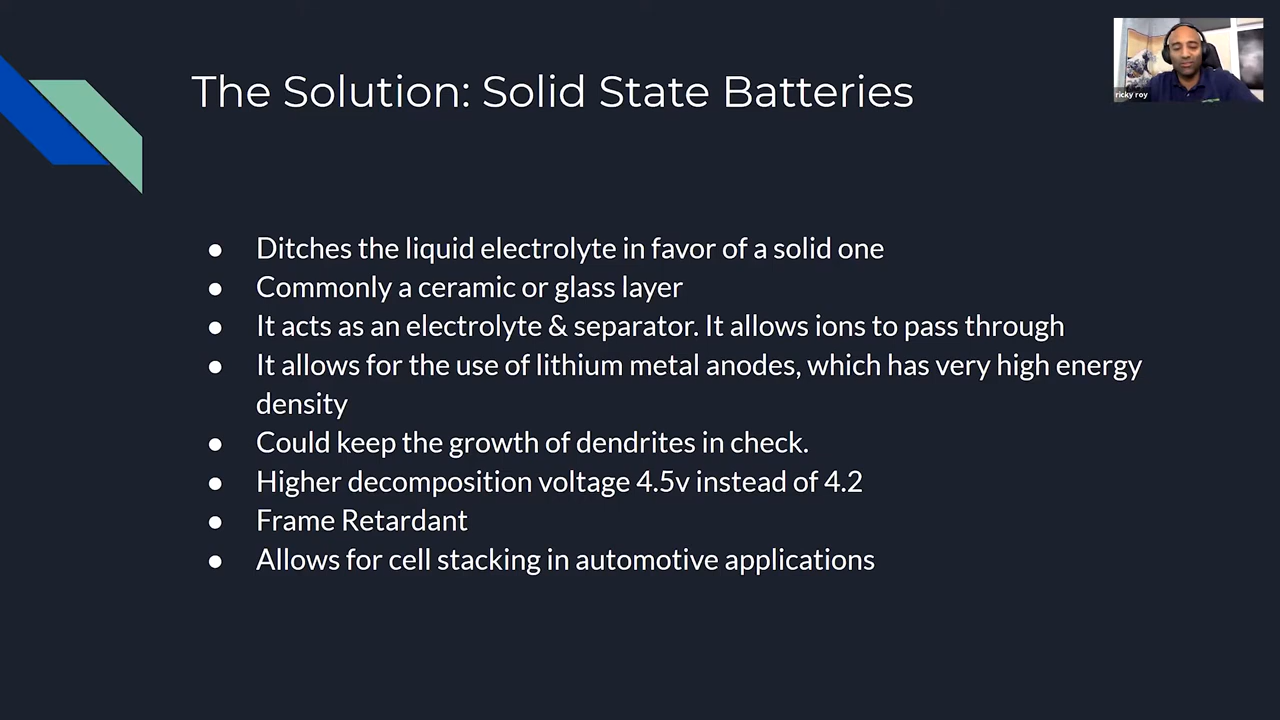 The Solution: Solid State Batteries
ricky roy
● Ditches the liquid electrolyte in favor of a solid one
● Commonly a ceramic or glass layer
● It acts as an electrolyte & separator. It allows ions to pass through
● It allows for the use of lithium metal anodes, which has very high energy
density
● Could keep the growth of dendrites in check.
● Higher decomposition voltage 4.5v instead of 4.2
● Frame Retardant
● Allows for cell stacking in automotive applications